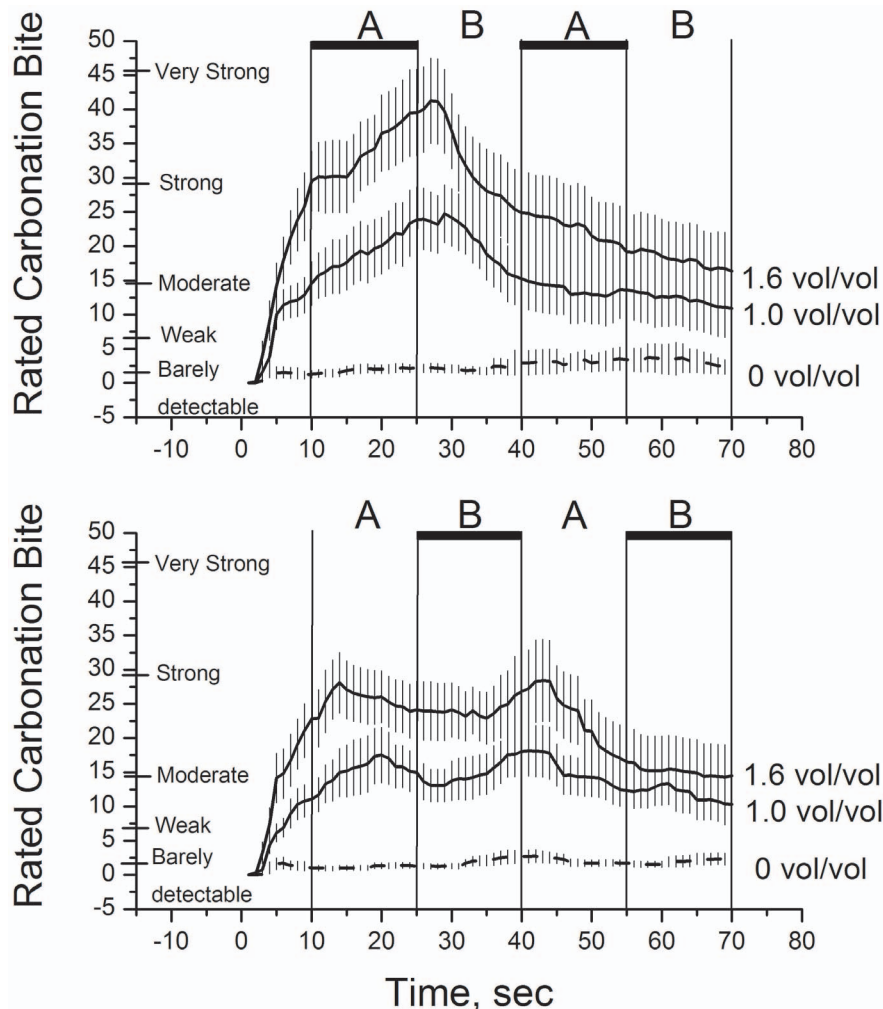 A B A B
Rated Carbonation Bite
50
45
40
35
30
25
20
15
10
5
0
-5
Very Strong
Strong
Moderate
Weak
Barely
detectable
1.6 vol/vol
1.0 vol/vol
0 vol/vol
-10 0 10 20 30 40 50 60 70 80
A B A B
Rated Carbonation Bite
50
45
40
35
30
25
20
15
10
5
0
-5
Very Strong
Strong
Moderate
Weak
Barely
detectable
1.6 vol/vol
1.0 vol/vol
0 vol/vol
-10 0 10 20 30 40 50 60 70 80
Time, sec